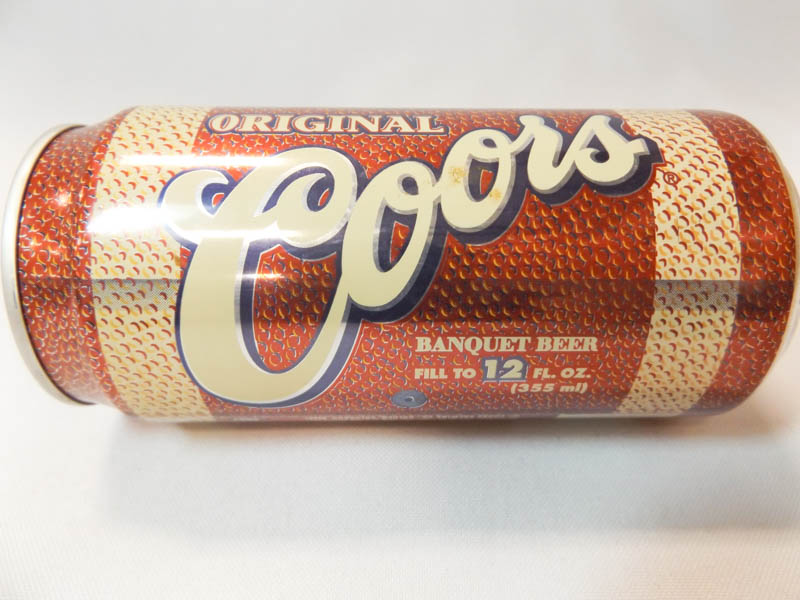 ORIGINAL
Coors
®
BANQUET BEER
FILL TO 12 FL. OZ.
(355 ml)